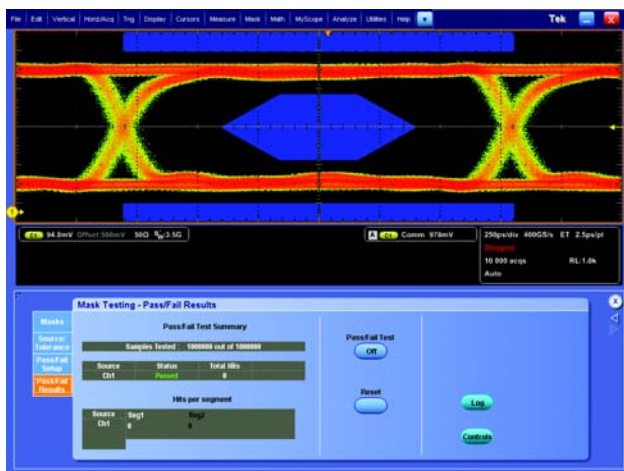 File Edit Vertical Horiz/Acq Trig Display Cursors Measure Mask Math MyScope Analyze Utilities Help Tek X
C1 94.0mV Offset:560mV 50Ω BW:3.5G
A C1 Comm 978mV
250ps/div 400GS/s ET 2.5ps/pt
Stopped
10 000 acqs RL:1.0k
Auto
Mask Testing - Pass/Fail Results
Masks
Source/
Tolerance
Pass/Fail
Setup
Pass/Fail
Results
Pass/Fail Test Summary
Samples Tested : 1000000 out of 1000000
Source Status Total Hits
Ch1 Passed 0
Hits per segment
Source Seg1 Seg2
Ch1 0 0
Pass/Fail Test
Off
Reset
Log
Controls